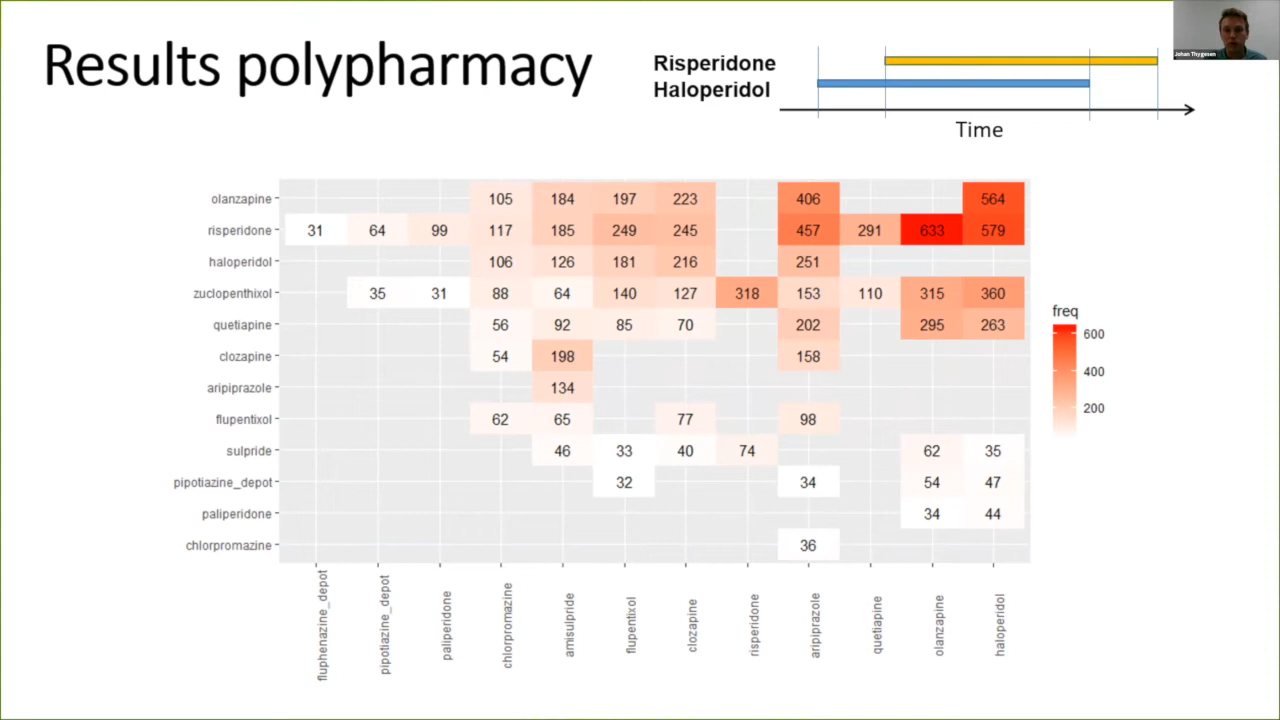 Results polypharmacy
Risperidone
Haloperidol
Time
Johan Thygesen
olanzapine 105 184 197 223 406 564
risperidone 31 64 99 117 185 249 245 457 291 633 579
haloperidol 106 126 181 216 251
zuclopenthixol 35 31 88 64 140 127 318 153 110 315 360
quetiapine 56 92 85 70 202 295 263
clozapine 54 198 158
aripiprazole 134
flupentixol 62 65 77 98
sulpride 46 33 40 74 62 35
pipotiazine_depot 32 34 54 47
paliperidone 34 44
chlorpromazine 36
fluphenazine_depot
pipotiazine_depot
paliperidone
chlorpromazine
amisulpride
flupentixol
clozapine
risperidone
aripiprazole
quetiapine
olanzapine
haloperidol
freq
600
400
200